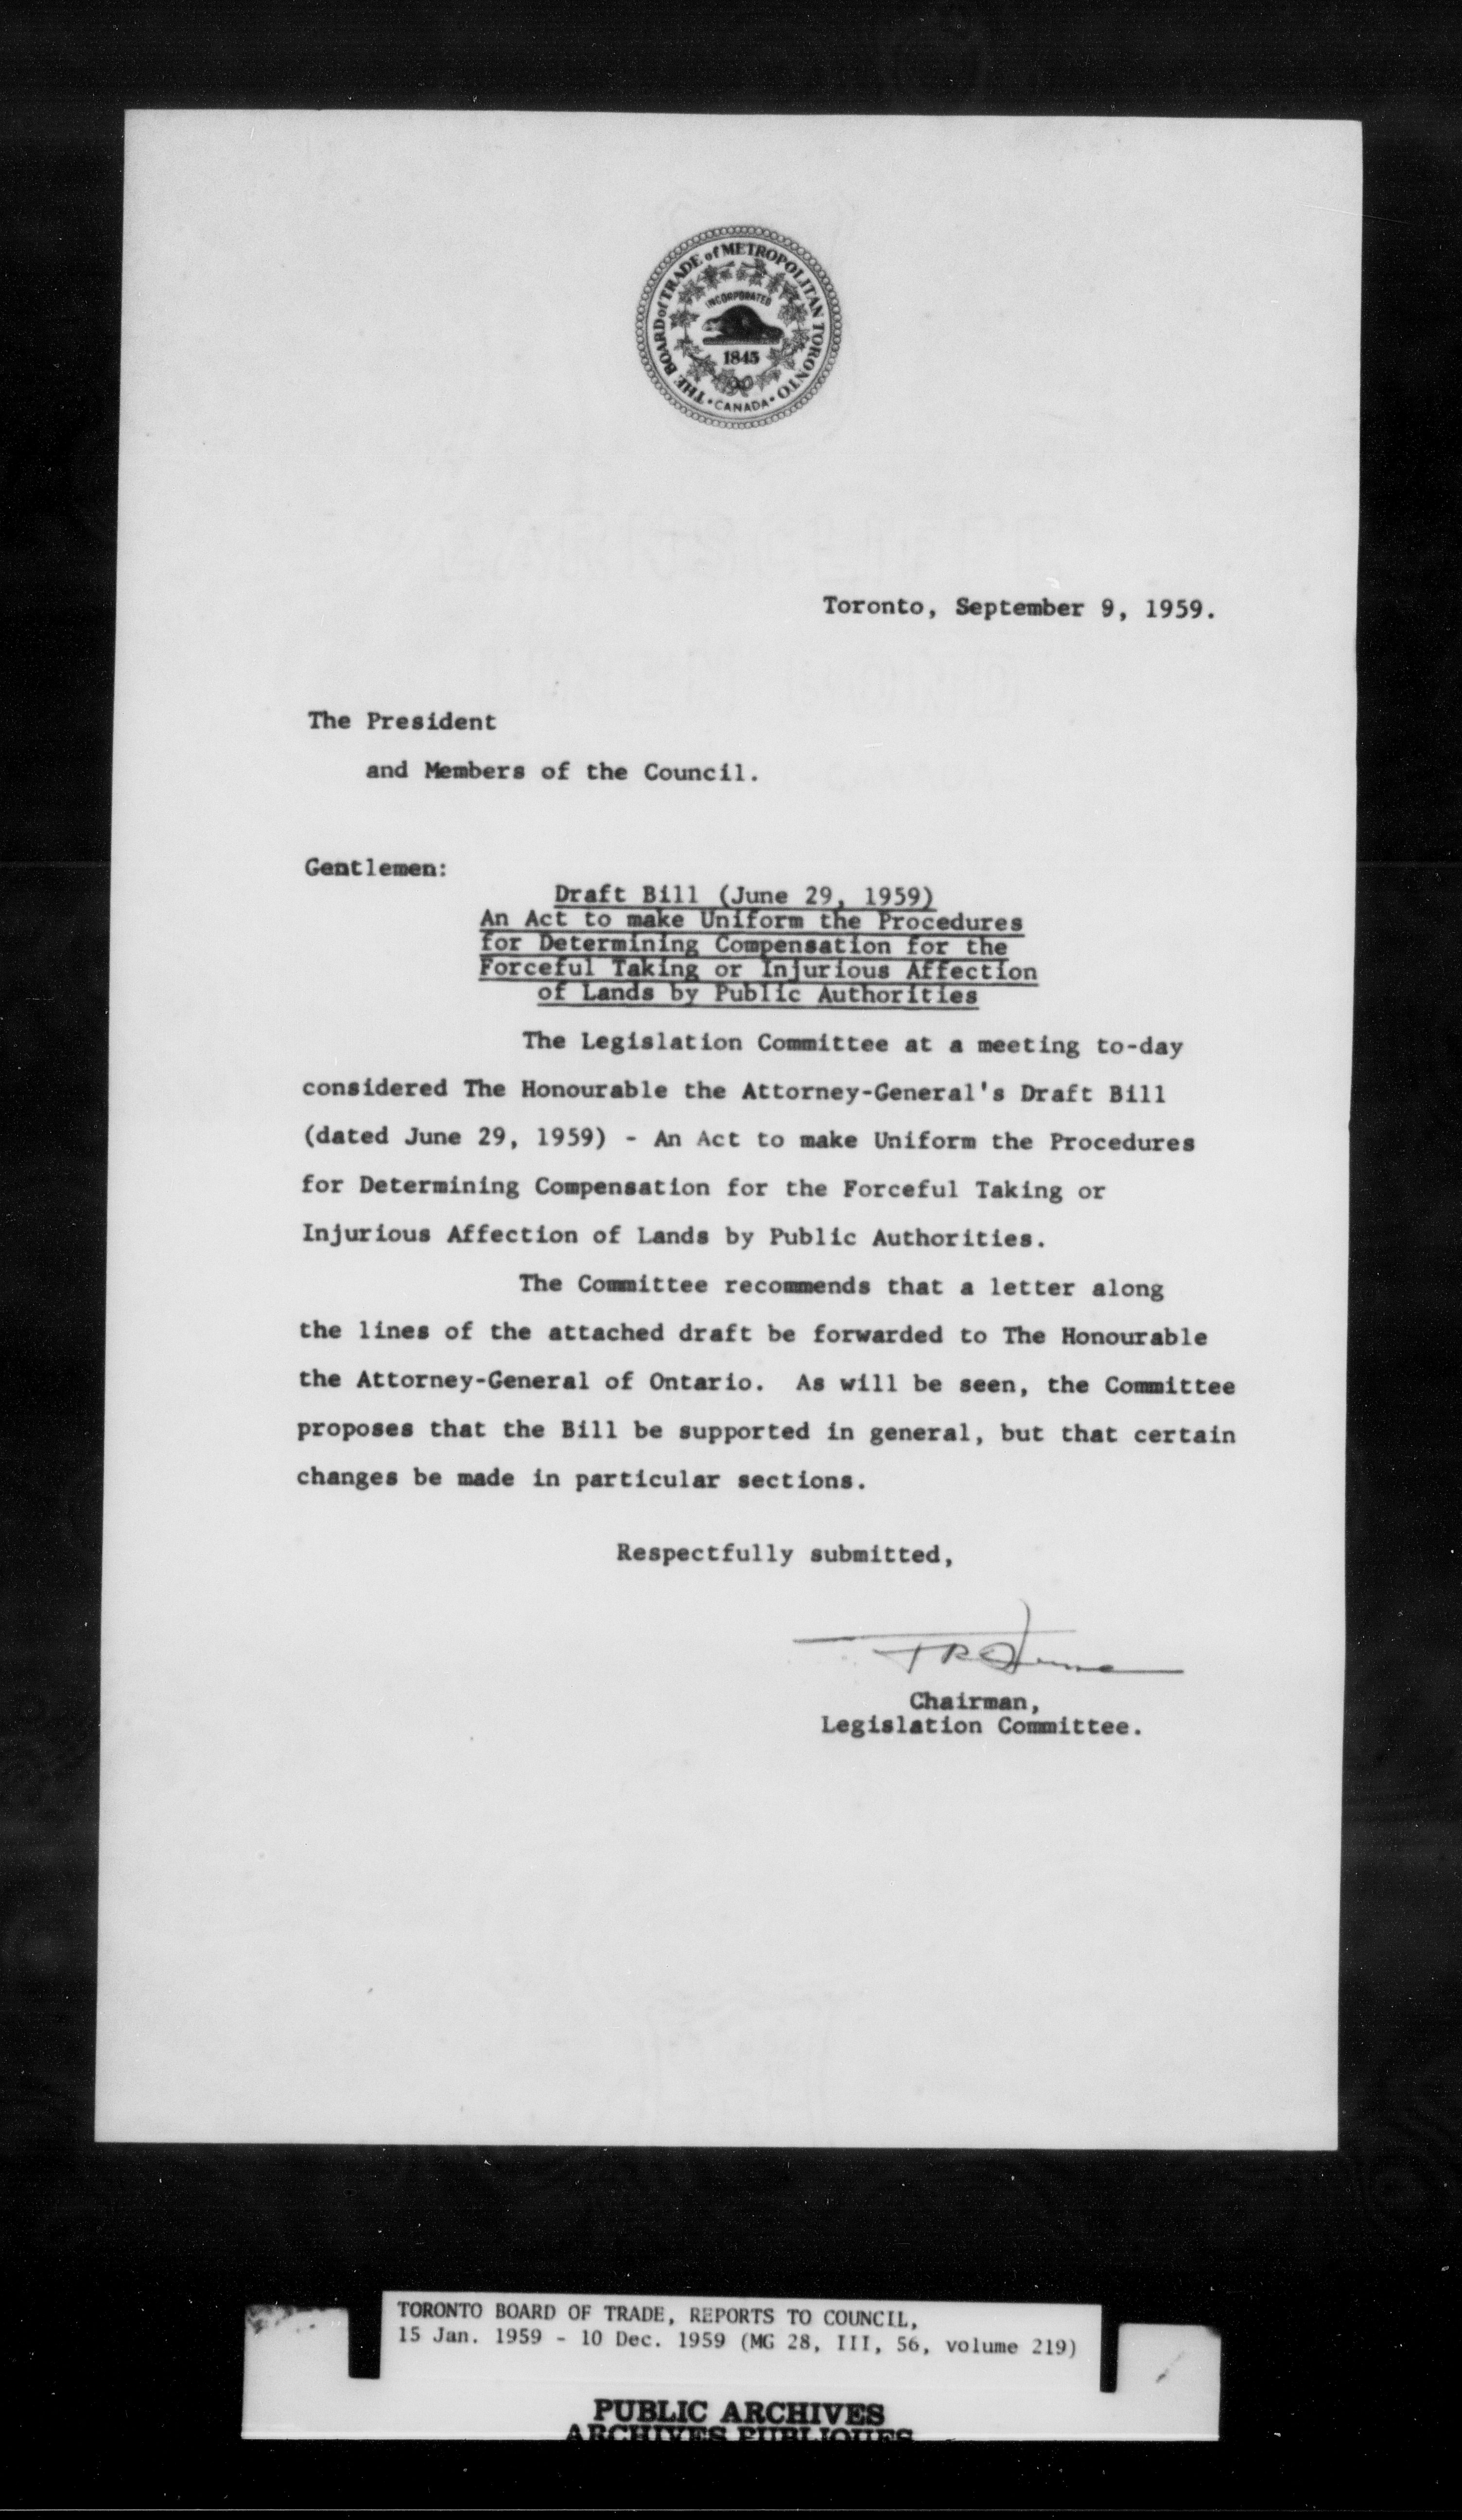 THE BOARD of TRADE of METROPOLITAN TORONTO
INCORPORATED
1845
• CANADA •
Toronto, September 9, 1959.
The President
and Members of the Council.
Gentlemen:
Draft Bill (June 29, 1959)
An Act to make Uniform the Procedures
for Determining Compensation for the
Forceful Taking or Injurious Affection
of Lands by Public Authorities
The Legislation Committee at a meeting to-day
considered The Honourable the Attorney-General's Draft Bill
(dated June 29, 1959) - An Act to make Uniform the Procedures
for Determining Compensation for the Forceful Taking or
Injurious Affection of Lands by Public Authorities.
The Committee recommends that a letter along
the lines of the attached draft be forwarded to The Honourable
the Attorney-General of Ontario. As will be seen, the Committee
proposes that the Bill be supported in general, but that certain
changes be made in particular sections.
Respectfully submitted,
Chairman,
Legislation Committee.
TORONTO BOARD OF TRADE, REPORTS TO COUNCIL,
15 Jan. 1959 - 10 Dec. 1959 (MG 28, III, 56, volume 219)
PUBLIC ARCHIVES
ARCHIVES PUBLIQUES